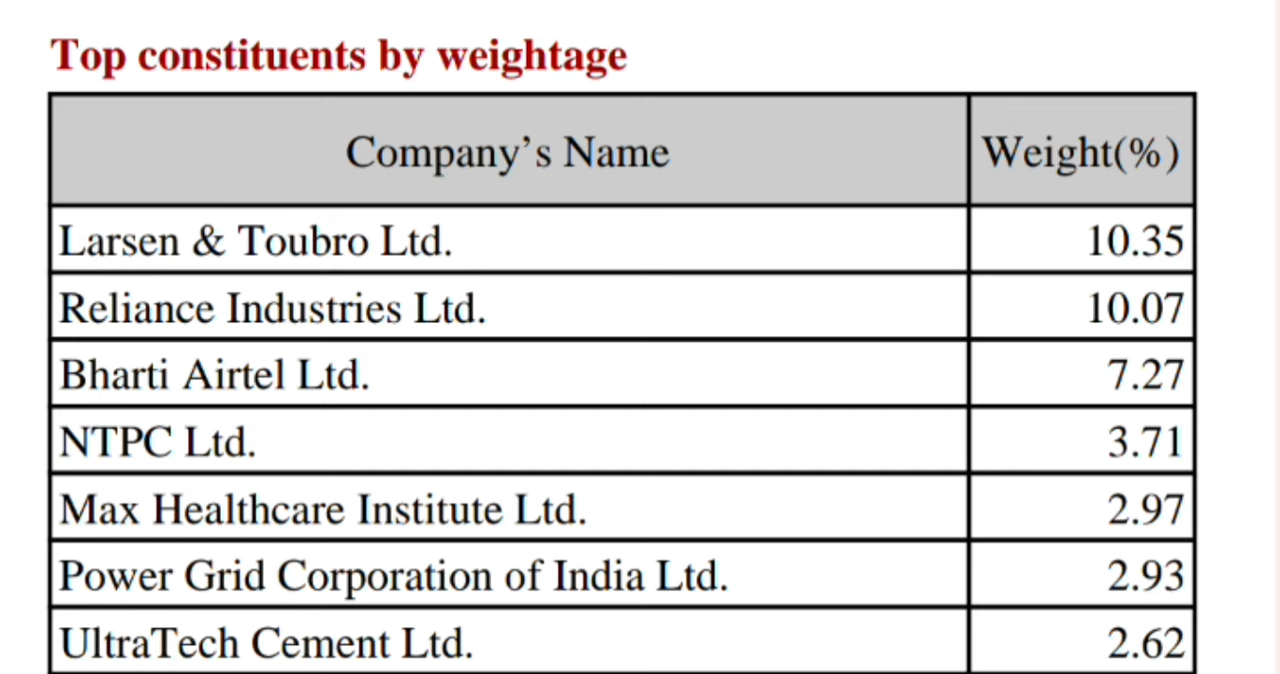 Top constituents by weightage
Company’s Name Weight(%)
Larsen & Toubro Ltd. 10.35
Reliance Industries Ltd. 10.07
Bharti Airtel Ltd. 7.27
NTPC Ltd. 3.71
Max Healthcare Institute Ltd. 2.97
Power Grid Corporation of India Ltd. 2.93
UltraTech Cement Ltd. 2.62